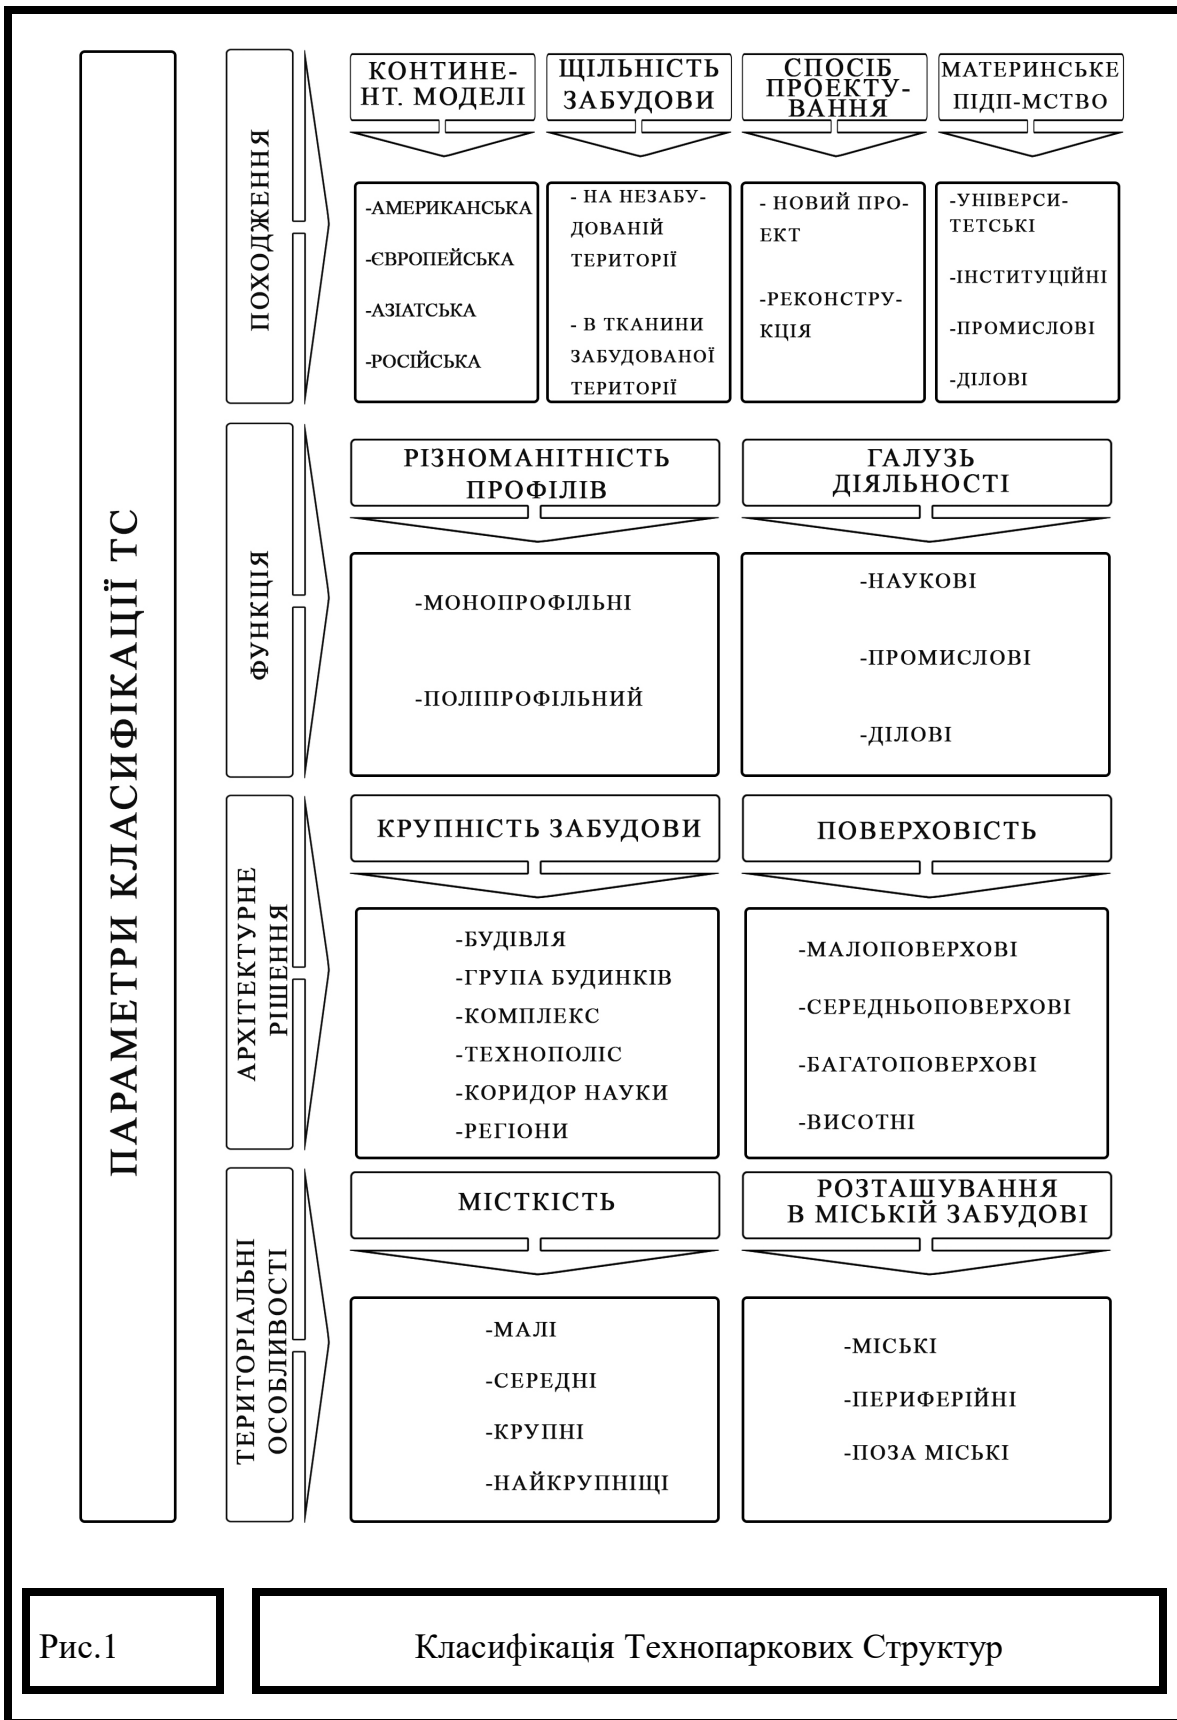 ПАРАМЕТРИ КЛАСИФІКАЦІЇ ТС
ПОХОДЖЕННЯ
КОНТИНЕ-
НТ. МОДЕЛІ
-АМЕРИКАНСЬКА
-ЄВРОПЕЙСЬКА
-АЗІАТСЬКА
-РОСІЙСЬКА
ЩІЛЬНІСТЬ
ЗАБУДОВИ
- НА НЕЗАБУ-
ДОВАНІЙ
ТЕРИТОРІЇ
- В ТКАНИНИ
ЗАБУДОВАНОЇ
ТЕРИТОРІЇ
СПОСІБ
ПРОЕКТУ-
ВАННЯ
- НОВИЙ ПРО-
ЕКТ
-РЕКОНСТРУ-
КЦІЯ
МАТЕРИНСЬКЕ
ПІДП-МСТВО
-УНІВЕРСИ-
ТЕТСЬКІ
-ІНСТИТУЦІЙНІ
-ПРОМИСЛОВІ
-ДІЛОВІ
ФУНКЦІЯ
РІЗНОМАНІТНІСТЬ
ПРОФІЛІВ
-МОНОПРОФІЛЬНІ
-ПОЛІПРОФІЛЬНИЙ
ГАЛУЗЬ
ДІЯЛЬНОСТІ
-НАУКОВІ
-ПРОМИСЛОВІ
-ДІЛОВІ
АРХІТЕКТУРНЕ
РІШЕННЯ
КРУПНІСТЬ ЗАБУДОВИ
-БУДІВЛЯ
-ГРУПА БУДИНКІВ
-КОМПЛЕКС
-ТЕХНОПОЛІС
-КОРИДОР НАУКИ
-РЕГІОНИ
ПОВЕРХОВІСТЬ
-МАЛОПОВЕРХОВІ
-СЕРЕДНЬОПОВЕРХОВІ
-БАГАТОПОВЕРХОВІ
-ВИСОТНІ
ТЕРИТОРІАЛЬНІ
ОСОБЛИВОСТІ
МІСТКІСТЬ
-МАЛІ
-СЕРЕДНІ
-КРУПНІ
-НАЙКРУПНІЩІ
РОЗТАШУВАННЯ
В МІСЬКІЙ ЗАБУДОВІ
-МІСЬКІ
-ПЕРИФЕРІЙНІ
-ПОЗА МІСЬКІ
Рис.1
Класифікація Технопаркових Структур